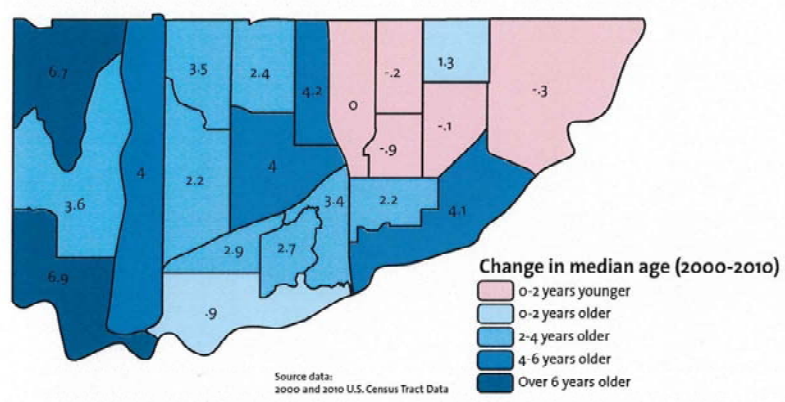 6.7
3.5
2.4
4.2
0
-.2
1.3
-.3
-.9
-.1
4
4
2.2
3.6
3.4
2.2
4.1
2.9
2.7
6.9
.9
Change in median age (2000-2010)
0-2 years younger
0-2 years older
2-4 years older
4-6 years older
Over 6 years older
Source data:
2000 and 2010 U.S. Census Tract Data